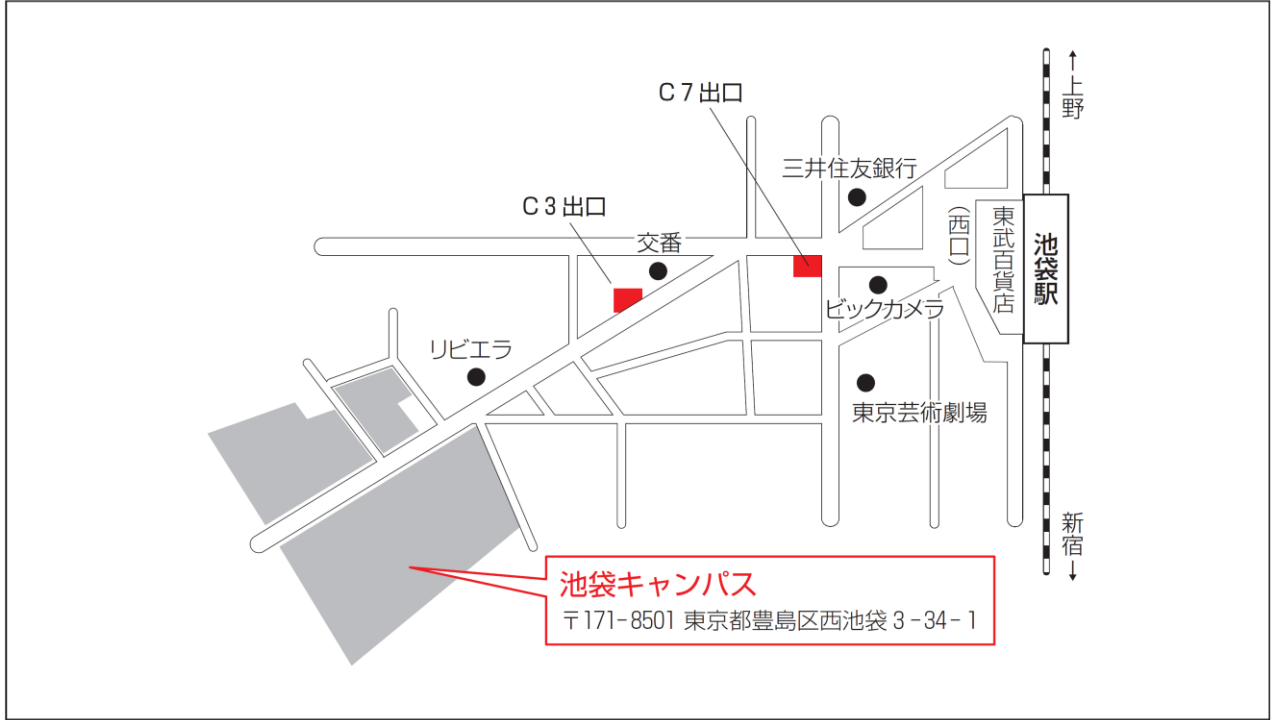 ↑上野
C7出口
三井住友銀行
C3出口
交番
(西口)
東武百貨店
池袋駅
ビックカメラ
リビエラ
東京芸術劇場
新宿↓
池袋キャンパス
〒171-8501 東京都豊島区西池袋3-34-1